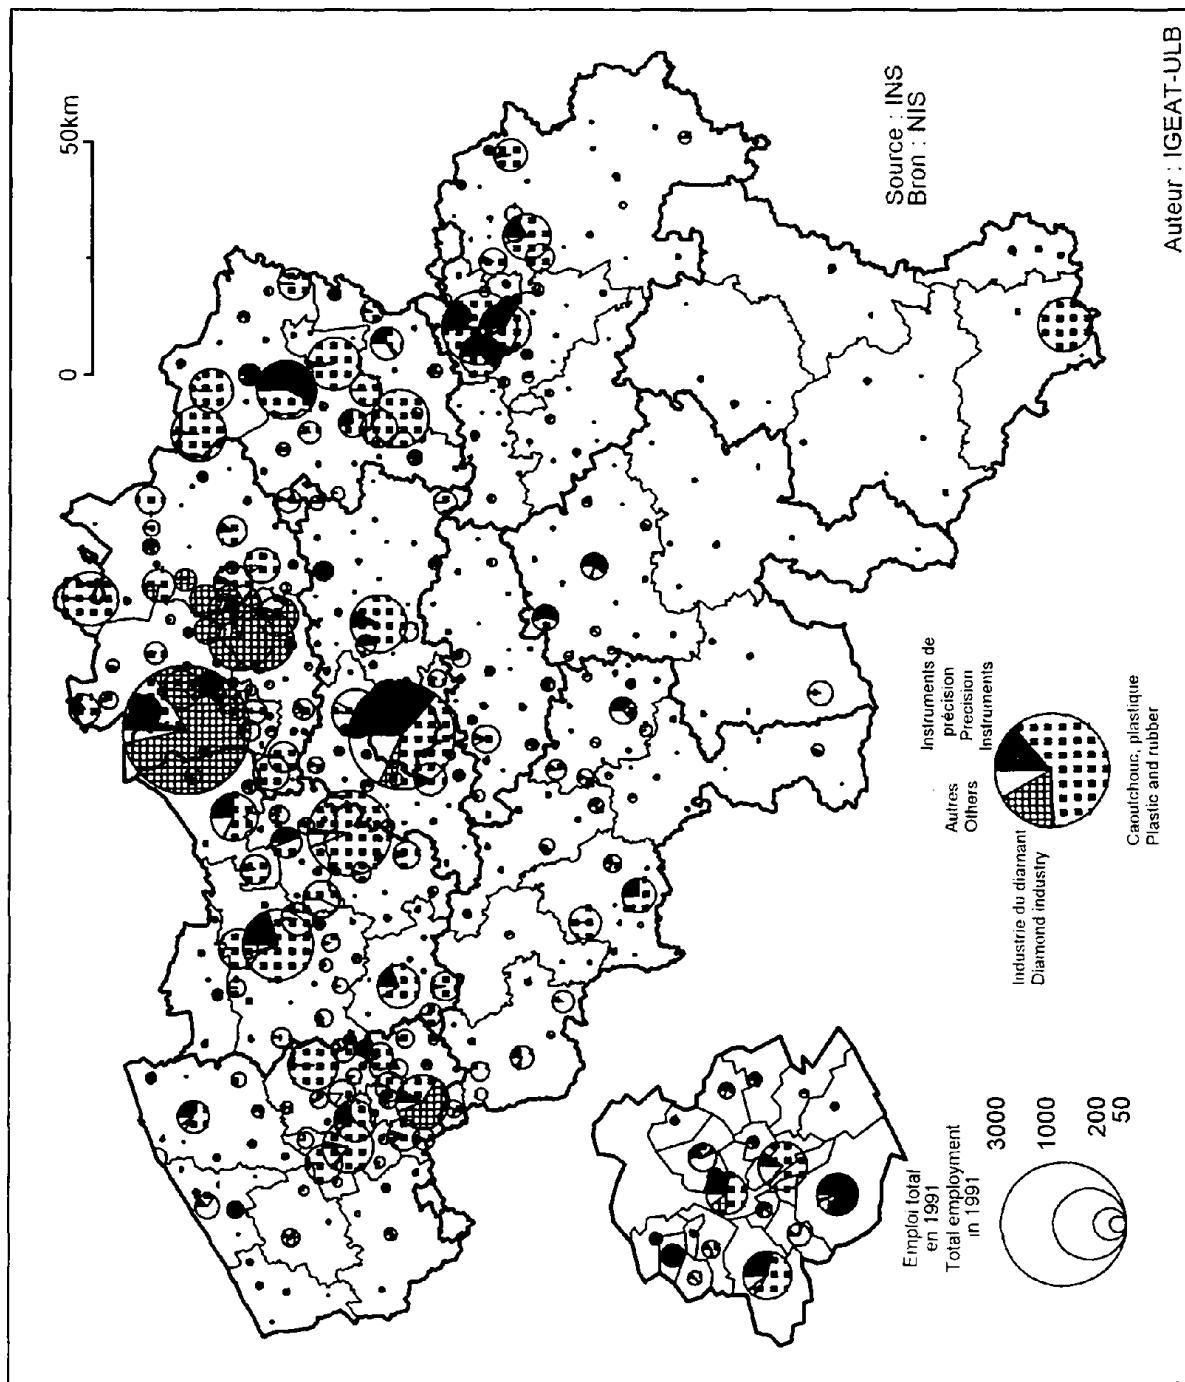 0 50km
Source : INS
Bron : NIS
Auteur : IGEAT-ULB
Emploi total
en 1991
Total employment
in 1991
3000
1000
200
50
Autres
Others
Instruments de
précision
Precision
Instruments
Industrie du diamant
Diamond industry
Caoutchouc, plastique
Plastic and rubber